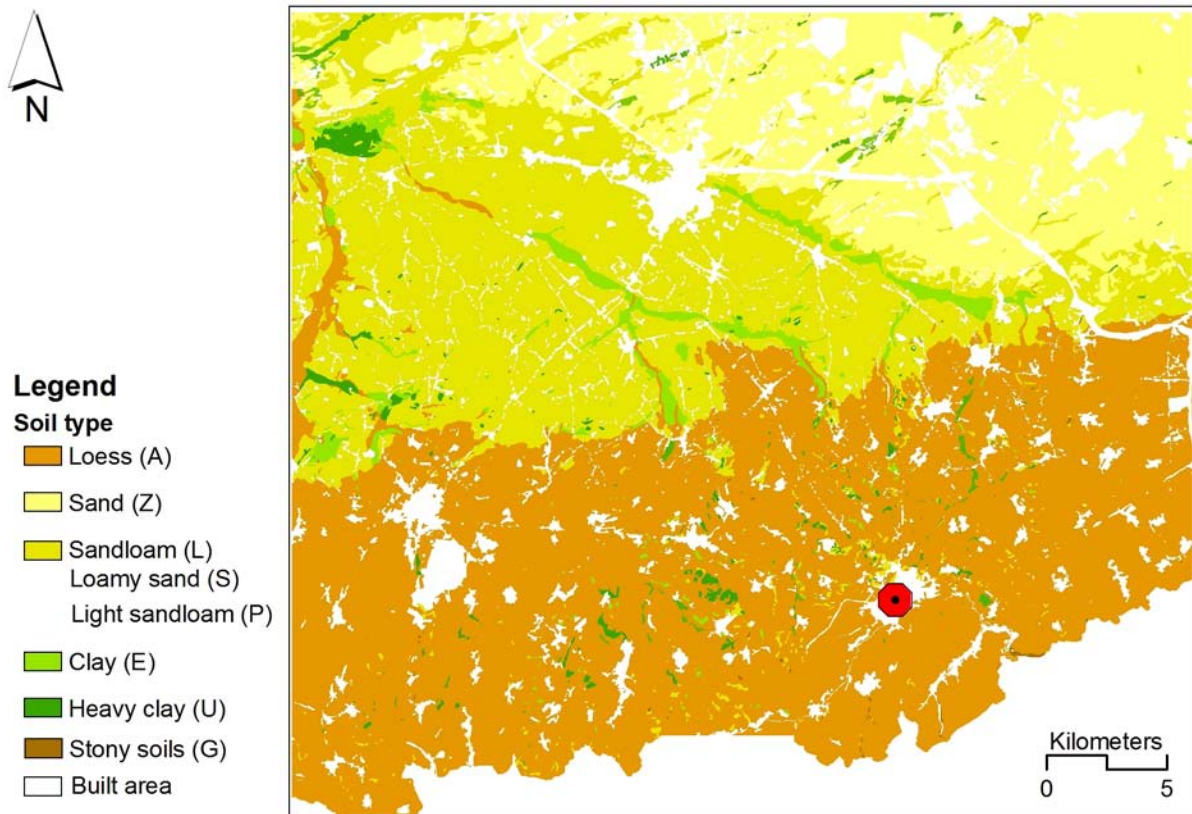 N
Legend
Soil type
Loess (A)
Sand (Z)
Sandloam (L)
Loamy sand (S)
Light sandloam (P)
Clay (E)
Heavy clay (U)
Stony soils (G)
Built area
Kilometers
0 5